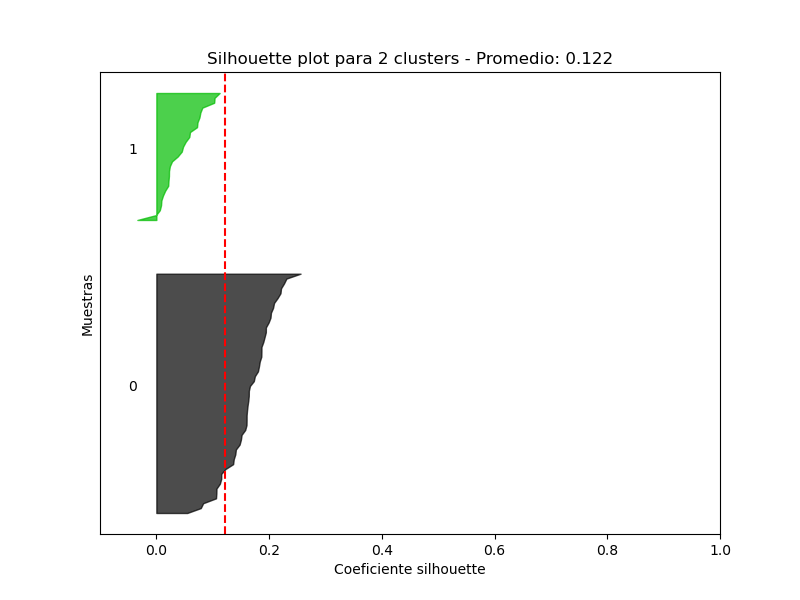 Silhouette plot para 2 clusters - Promedio: 0.122
1
0
Muestras
0.0 0.2 0.4 0.6 0.8 1.0
Coeficiente silhouette